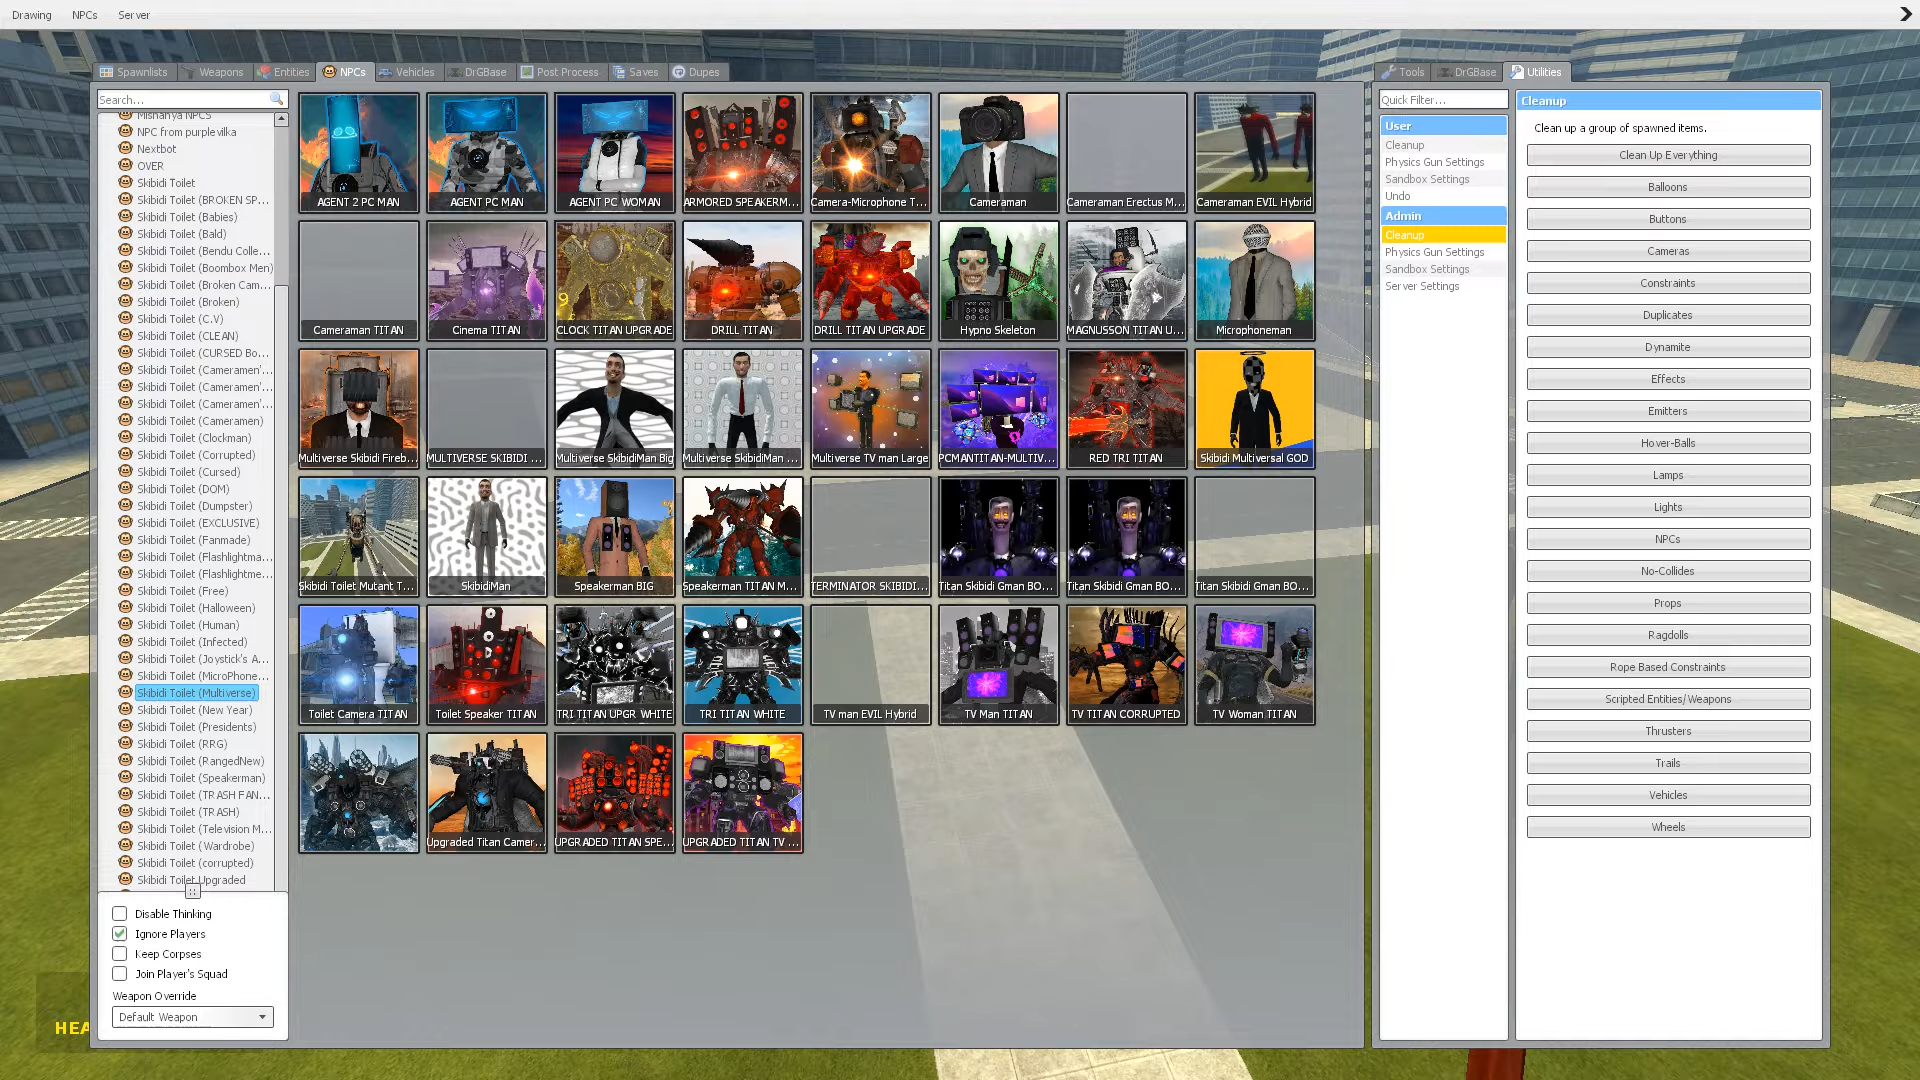 Drawing NPCs Server
Spawnlists Weapons Entities NPCs Vehicles DrGBase Post Process Saves Dupes
Search...
Mishanya NPCS
NPC from purplevilka
Nextbot
OVER
Skibidi Toilet
Skibidi Toilet (BROKEN SP...
Skibidi Toilet (Babies)
Skibidi Toilet (Bald)
Skibidi Toilet (Bendu Colle...
Skibidi Toilet (Boombox Men)
Skibidi Toilet (Broken Cam...
Skibidi Toilet (Broken)
Skibidi Toilet (C.V)
Skibidi Toilet (CLEAN)
Skibidi Toilet (CURSED Bo...
Skibidi Toilet (Cameramen'...
Skibidi Toilet (Cameramen'...
Skibidi Toilet (Cameramen'...
Skibidi Toilet (Cameramen)
Skibidi Toilet (Clockman)
Skibidi Toilet (Corrupted)
Skibidi Toilet (Cursed)
Skibidi Toilet (DOM)
Skibidi Toilet (Dumpster)
Skibidi Toilet (EXCLUSIVE)
Skibidi Toilet (Fanmade)
Skibidi Toilet (Flashlightma...
Skibidi Toilet (Flashlightme...
Skibidi Toilet (Free)
Skibidi Toilet (Halloween)
Skibidi Toilet (Human)
Skibidi Toilet (Infected)
Skibidi Toilet (Joystick's A...
Skibidi Toilet (MicroPhone...
Skibidi Toilet (Multiverse)
Skibidi Toilet (New Year)
Skibidi Toilet (Presidents)
Skibidi Toilet (RRG)
Skibidi Toilet (RangedNew)
Skibidi Toilet (Speakerman)
Skibidi Toilet (TRASH FAN...
Skibidi Toilet (TRASH)
Skibidi Toilet (Television M...
Skibidi Toilet (Wardrobe)
Skibidi Toilet (corrupted)
Skibidi Toilet Upgraded
Disable Thinking
Ignore Players
Keep Corpses
Join Player's Squad
Weapon Override
Default Weapon
HEA
AGENT 2 PC MAN AGENT PC MAN AGENT PC WOMAN ARMORED SPEAKERM... Camera-Microphone T... Cameraman Cameraman Erectus M... Cameraman EVIL Hybrid
9
Cameraman TITAN Cinema TITAN CLOCK TITAN UPGRADE DRILL TITAN DRILL TITAN UPGRADE Hypno Skeleton MAGNUSSON TITAN U... Microphoneman
Multiverse Skibidi Fireb... MULTIVERSE SKIBIDI ... Multiverse SkibidiMan Big Multiverse SkibidiMan ... Multiverse TV man Large PCMANTITAN-MULTIV... RED TRI TITAN Skibidi Multiversal GOD
Skibidi Toilet Mutant T... SkibidiMan Speakerman BIG Speakerman TITAN M... TERMINATOR SKIBIDI... Titan Skibidi Gman BO... Titan Skibidi Gman BO... Titan Skibidi Gman BO...
Toilet Camera TITAN Toilet Speaker TITAN TRI TITAN UPGR WHITE TRI TITAN WHITE TV man EVIL Hybrid TV Man TITAN TV TITAN CORRUPTED TV Woman TITAN
Upgraded Titan Camer... UPGRADED TITAN SPE... UPGRADED TITAN TV ...
Tools DrGBase Utilities
Quick Filter...
User
Cleanup
Physics Gun Settings
Sandbox Settings
Undo
Admin
Cleanup
Physics Gun Settings
Sandbox Settings
Server Settings
Cleanup
Clean up a group of spawned items.
Clean Up Everything
Balloons
Buttons
Cameras
Constraints
Duplicates
Dynamite
Effects
Emitters
Hover-Balls
Lamps
Lights
NPCs
No-Collides
Props
Ragdolls
Rope Based Constraints
Scripted Entities/Weapons
Thrusters
Trails
Vehicles
Wheels